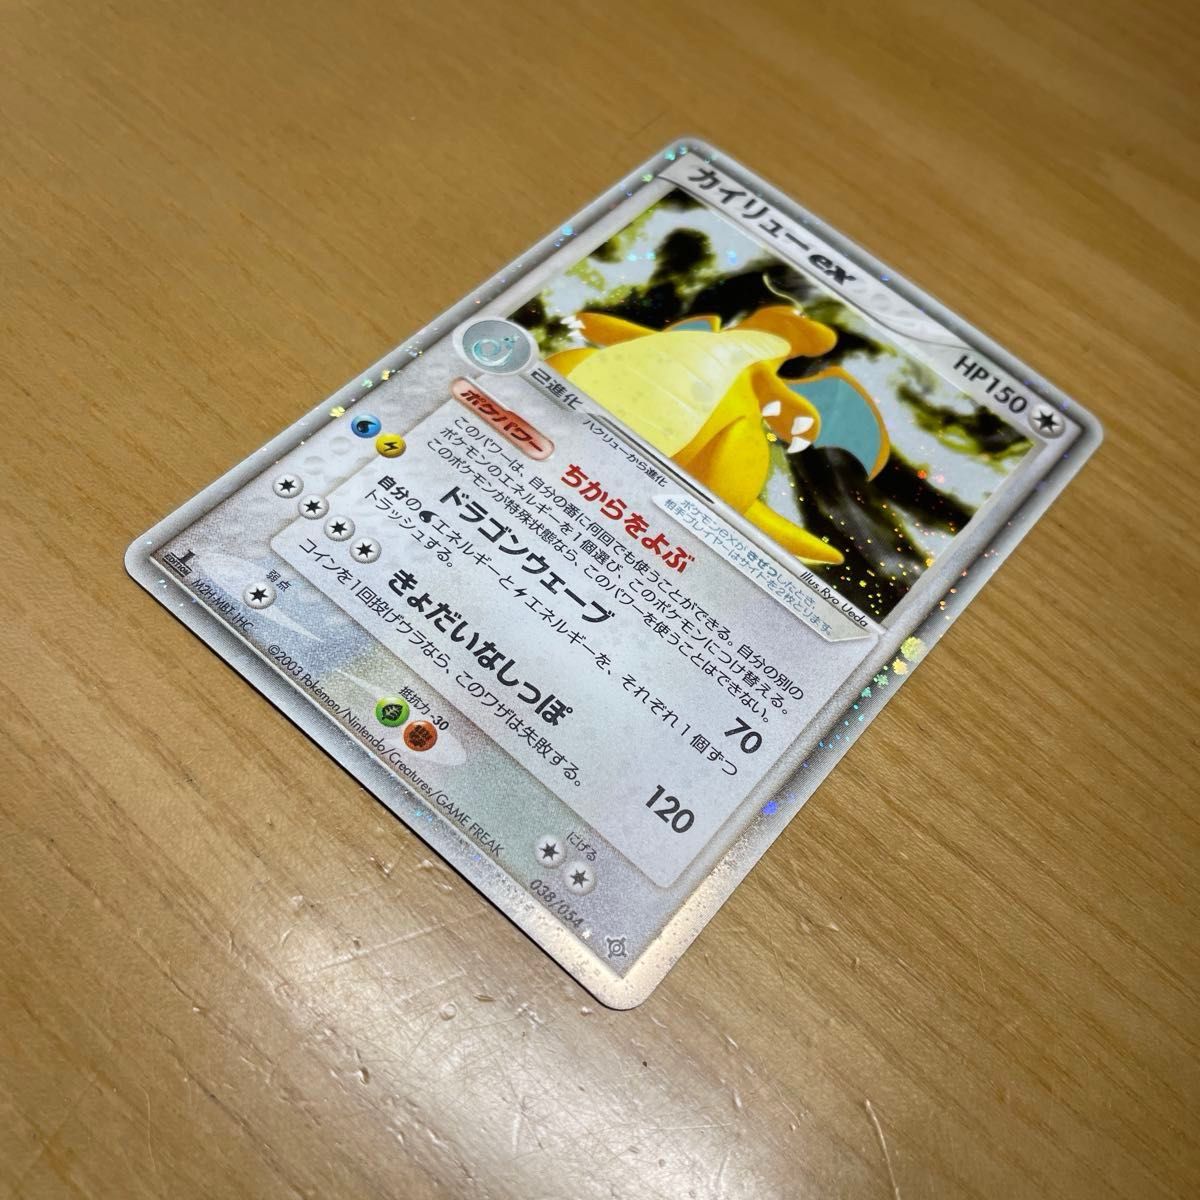 カイリューex
HP150
2進化 ハクリューから進化
ポケモンexがきぜつしたとき、
相手プレイヤーはサイドを2枚とります。
Illus.Ryo Ueda
ポケパワー ちからをよぶ
このパワーは、自分の番に何回でも使うことができる。自分の別の
ポケモンのエネルギーを1個選び、このポケモンにつけ替える。
このポケモンが特殊状態なら、このパワーを使うことはできない。
ドラゴンウェーブ 70
自分のエネルギーとエネルギーを、それぞれ1個ずつ
トラッシュする。
きょだいなしっぽ 120
コインを1回投げウラなら、このワザは失敗する。
弱点
抵抗力 -30
にげる
1 EDITION
M2H-MBT-1HC
©2003 Pokémon/Nintendo/Creatures/GAME FREAK
038/054 ★